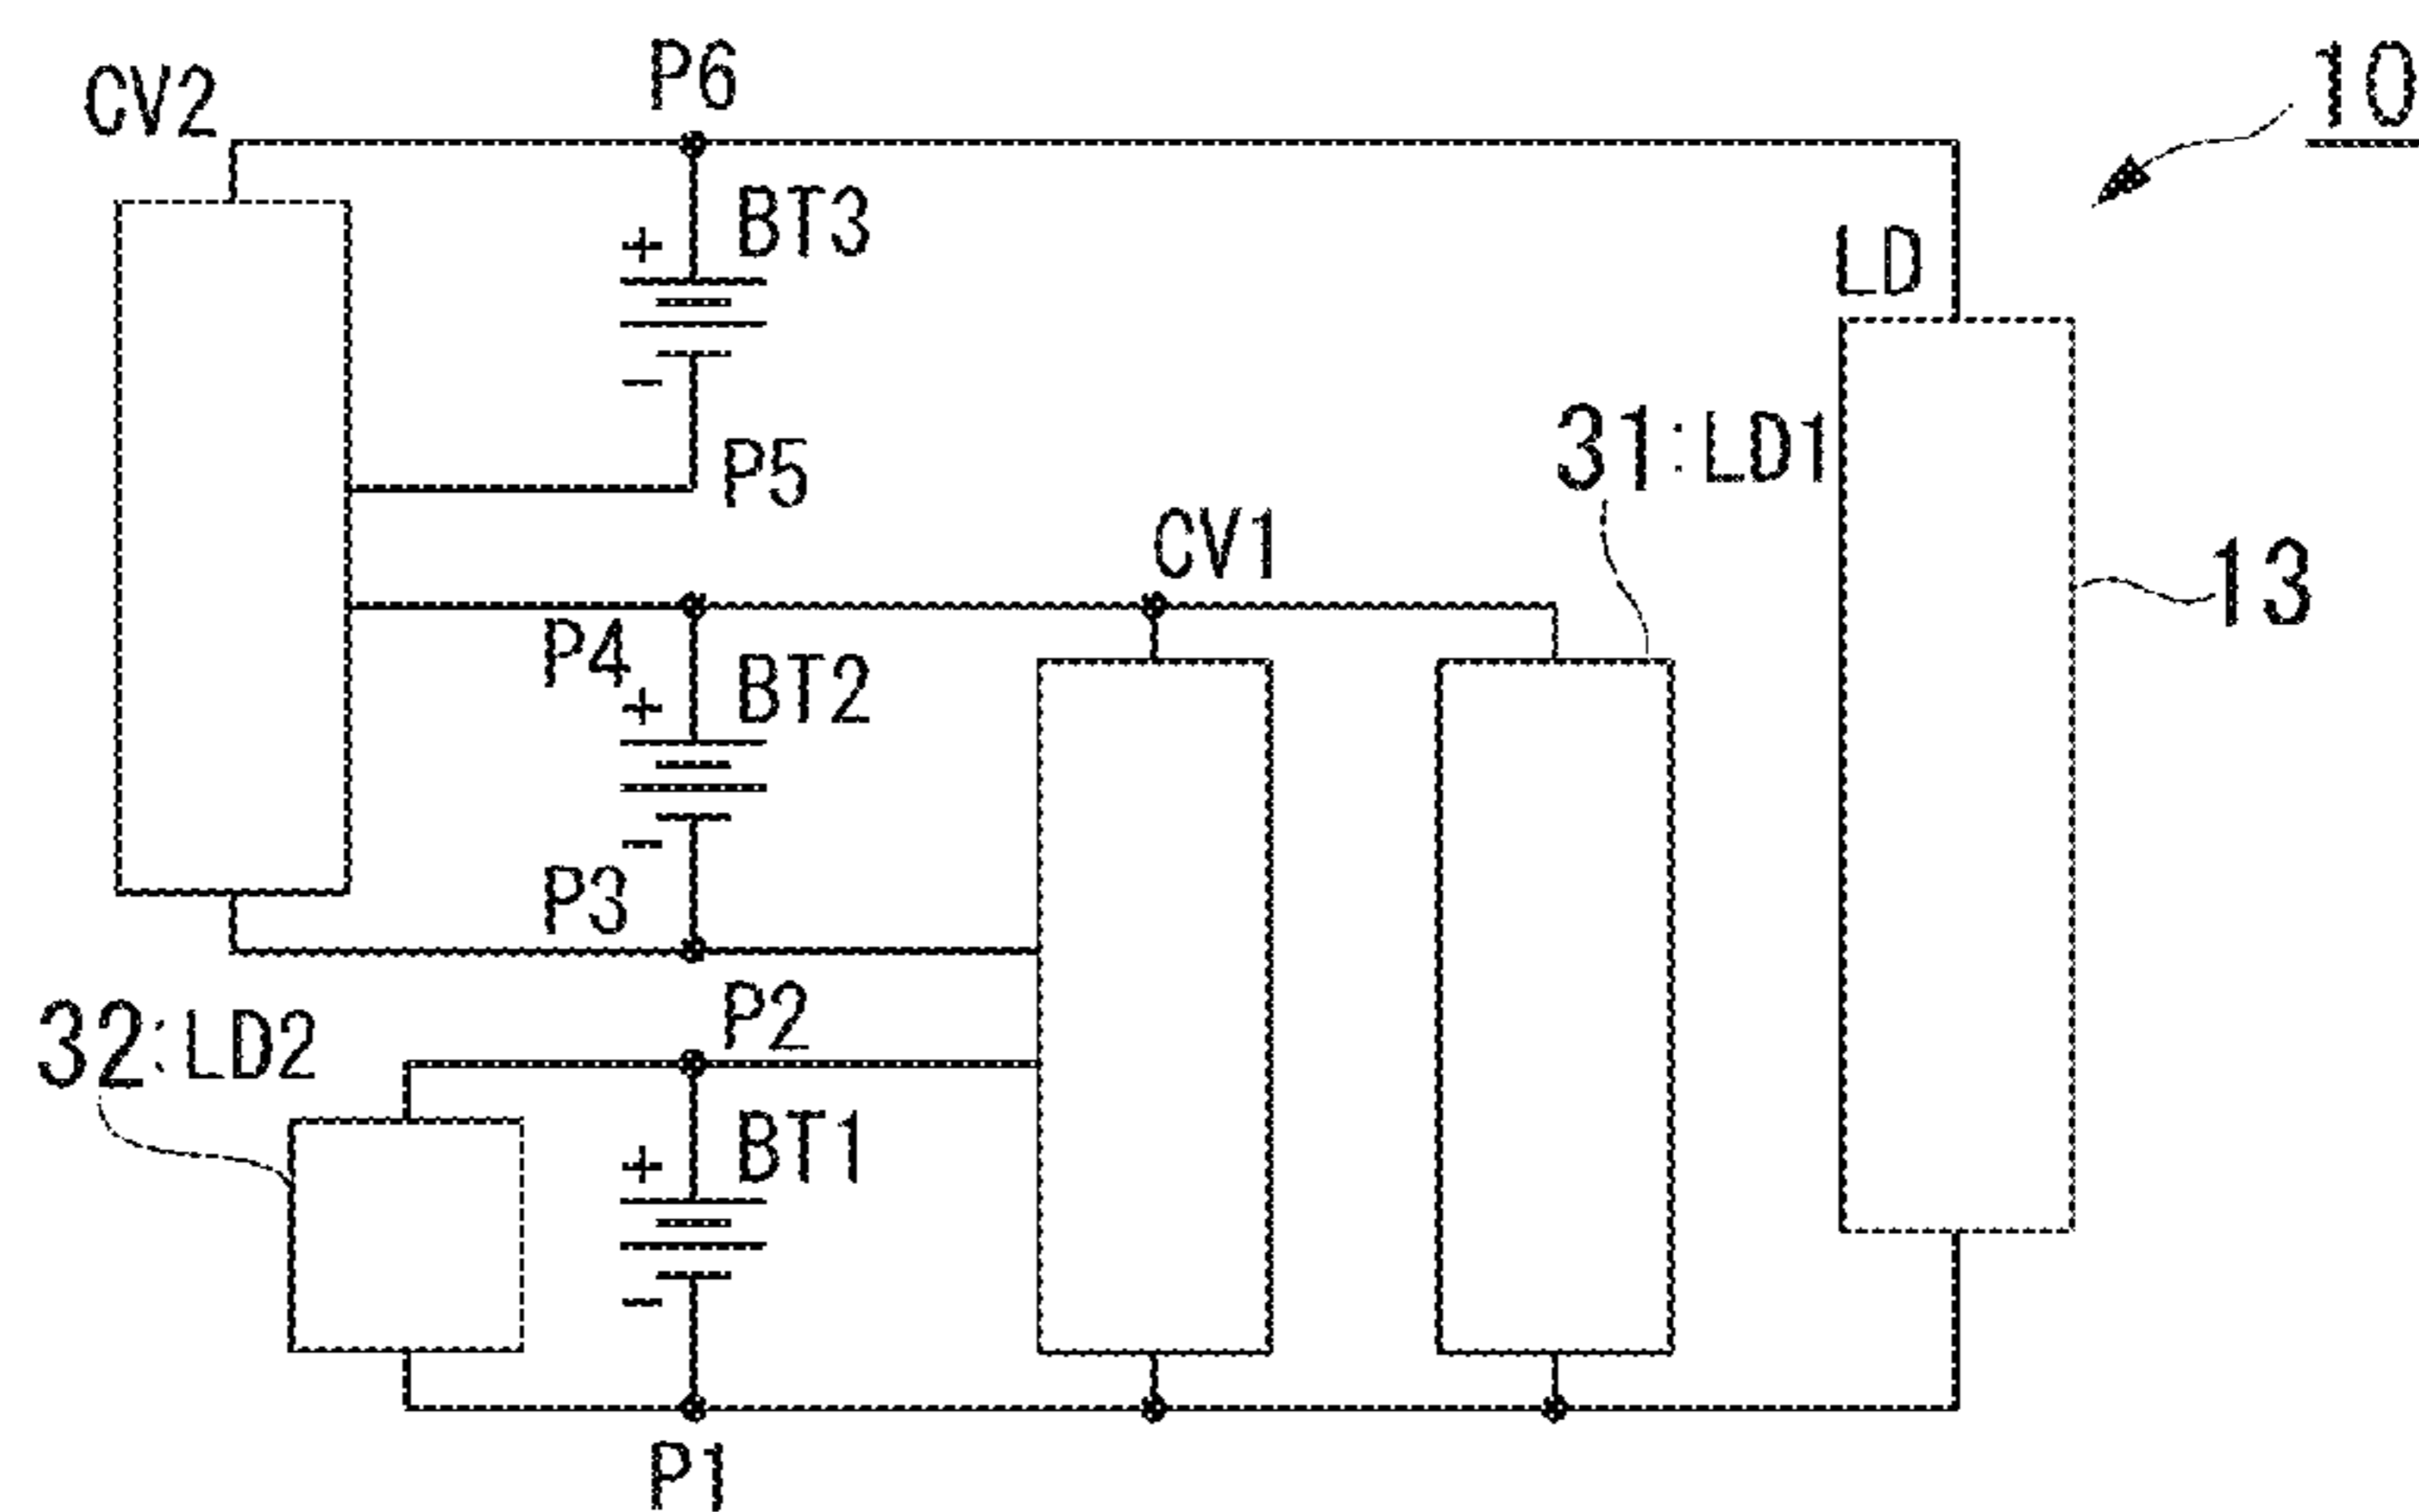 P6
10
CV2
+ BT3
LD
-
31:LD1
P5
CV1
13
P4
+ BT2
-
P3
P2
32:LD2
+ BT1
-
P1